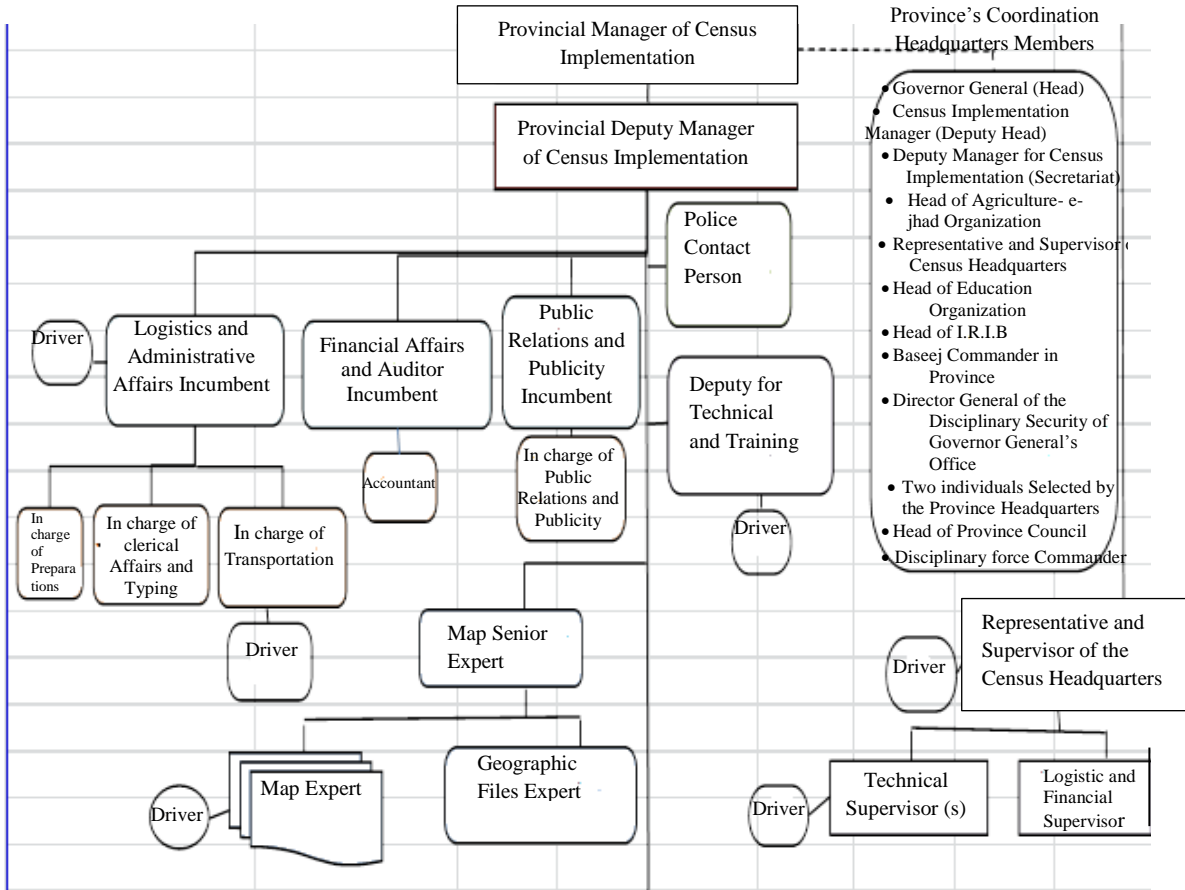 Provincial Manager of Census
Implementation
Province’s Coordination
Headquarters Members
• Governor General (Head)
• Census Implementation
Manager (Deputy Head)
• Deputy Manager for Census
Implementation (Secretariat)
• Head of Agriculture- e-
jhad Organization
• Representative and Supervisor
Census Headquarters
• Head of Education
Organization
• Head of I.R.I.B
• Baseej Commander in
Province
• Director General of the
Disciplinary Security of
Governor General’s
Office
• Two individuals Selected by
the Province Headquarters
• Head of Province Council
• Disciplinary force Commander
Provincial Deputy Manager
of Census Implementation
Police
Contact
Person
Driver
Logistics and
Administrative
Affairs Incumbent
Financial Affairs
and Auditor
Incumbent
Public
Relations and
Publicity
Incumbent
Deputy for
Technical
and Training
Driver
In
charge
of
Prepara
tions
In charge of
clerical
Affairs and
Typing
In charge of
Transportation
Driver
Accountant
In charge of
Public
Relations and
Publicity
Map Senior
Expert
Driver
Map Expert
Geographic
Files Expert
Driver
Representative and
Supervisor of the
Census Headquarters
Driver
Technical
Supervisor (s)
Logistic and
Financial
Supervisor